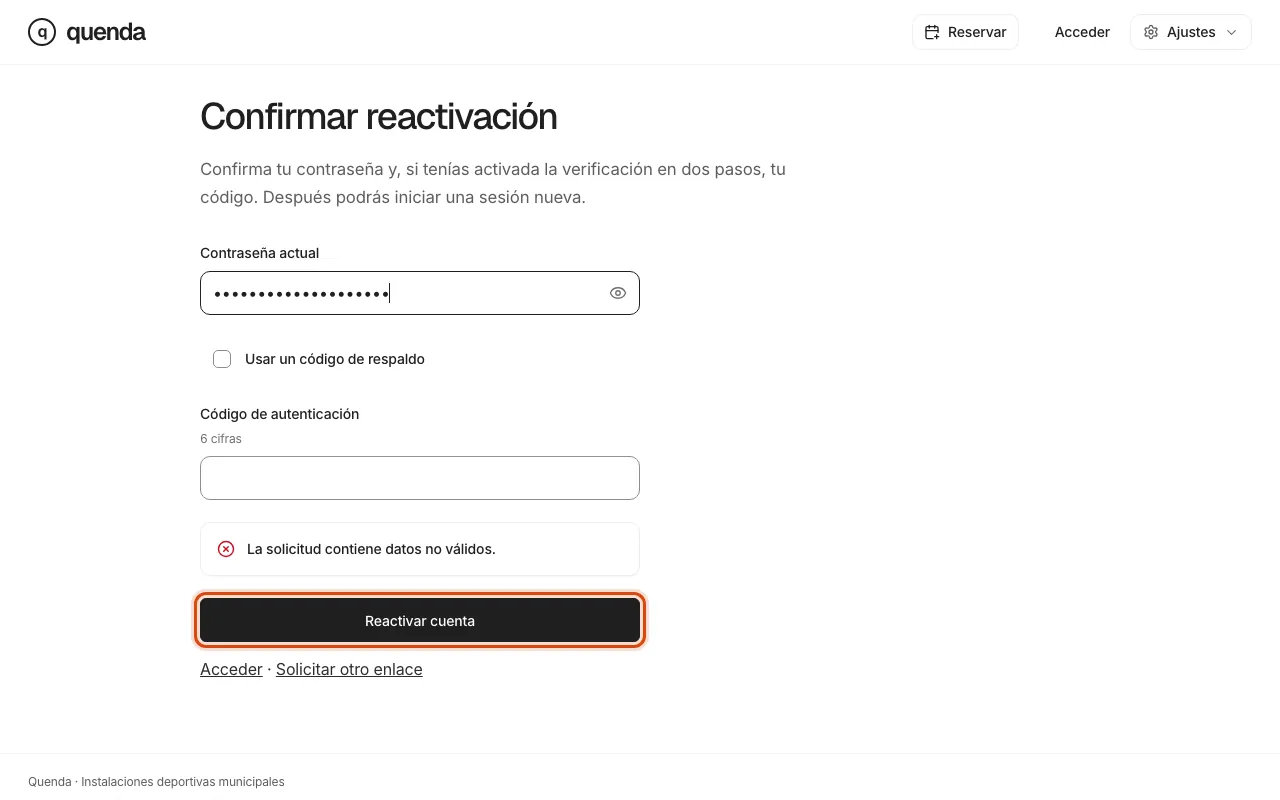 q quenda
Reservar
Acceder
Ajustes
Confirmar reactivación
Confirma tu contraseña y, si tenías activada la verificación en dos pasos, tu
código. Después podrás iniciar una sesión nueva.
Contraseña actual
••••••••••••••••••••
Usar un código de respaldo
Código de autenticación
6 cifras
La solicitud contiene datos no válidos.
Reactivar cuenta
Acceder · Solicitar otro enlace
Quenda · Instalaciones deportivas municipales